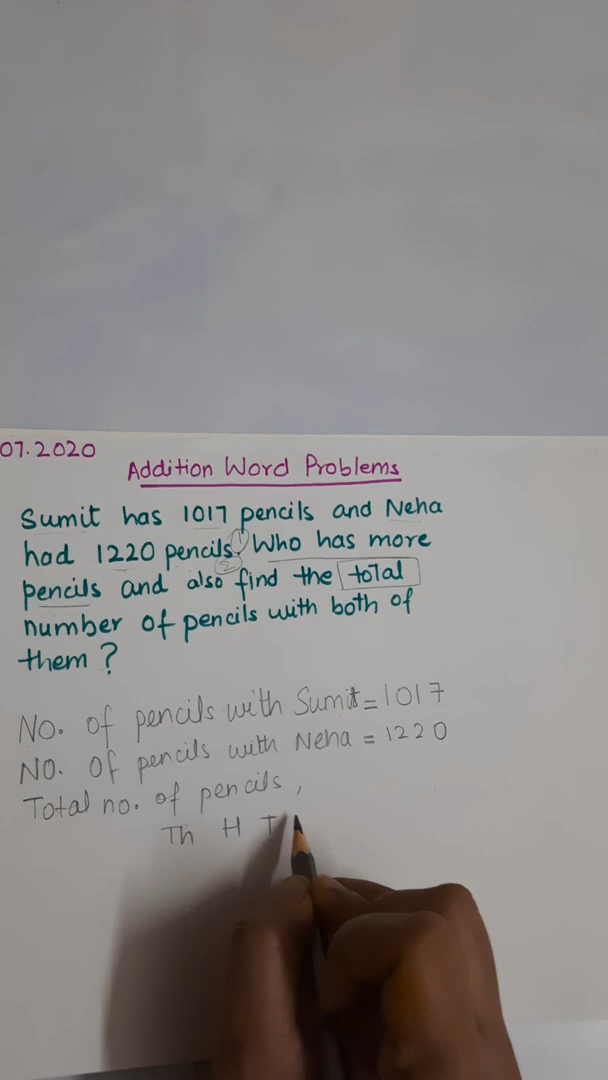 07.2020
Addition Word Problems
Sumit has 1017 pencils and Neha
had 1220 pencils. (1) Who has more
pencils and (2) also find the total
number of pencils with both of
them ?
No. of pencils with Sumit = 1017
NO. of pencils with Neha = 1220
Total no. of pencils,
Th H T